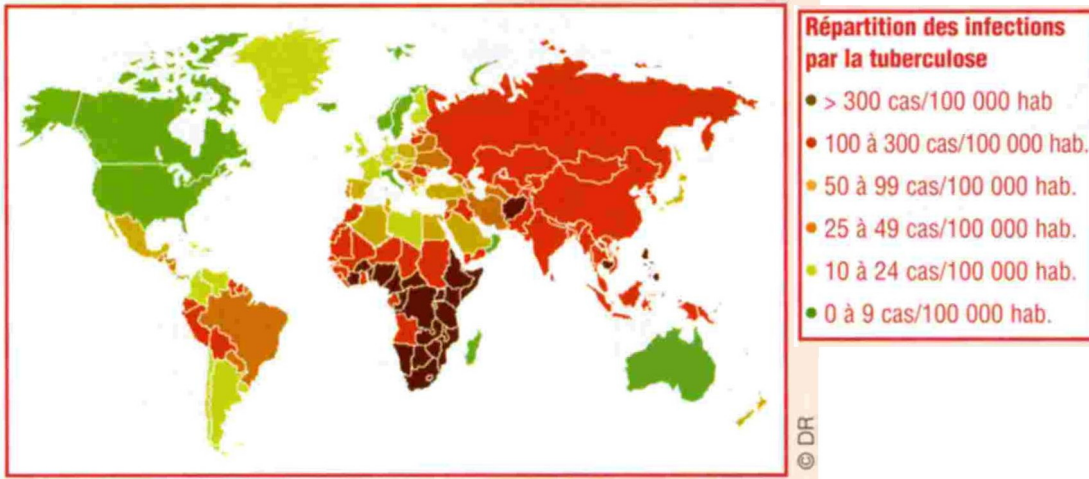 Répartition des infections
par la tuberculose
> 300 cas/100 000 hab
100 à 300 cas/100 000 hab.
50 à 99 cas/100 000 hab.
25 à 49 cas/100 000 hab.
10 à 24 cas/100 000 hab.
0 à 9 cas/100 000 hab.
© DR